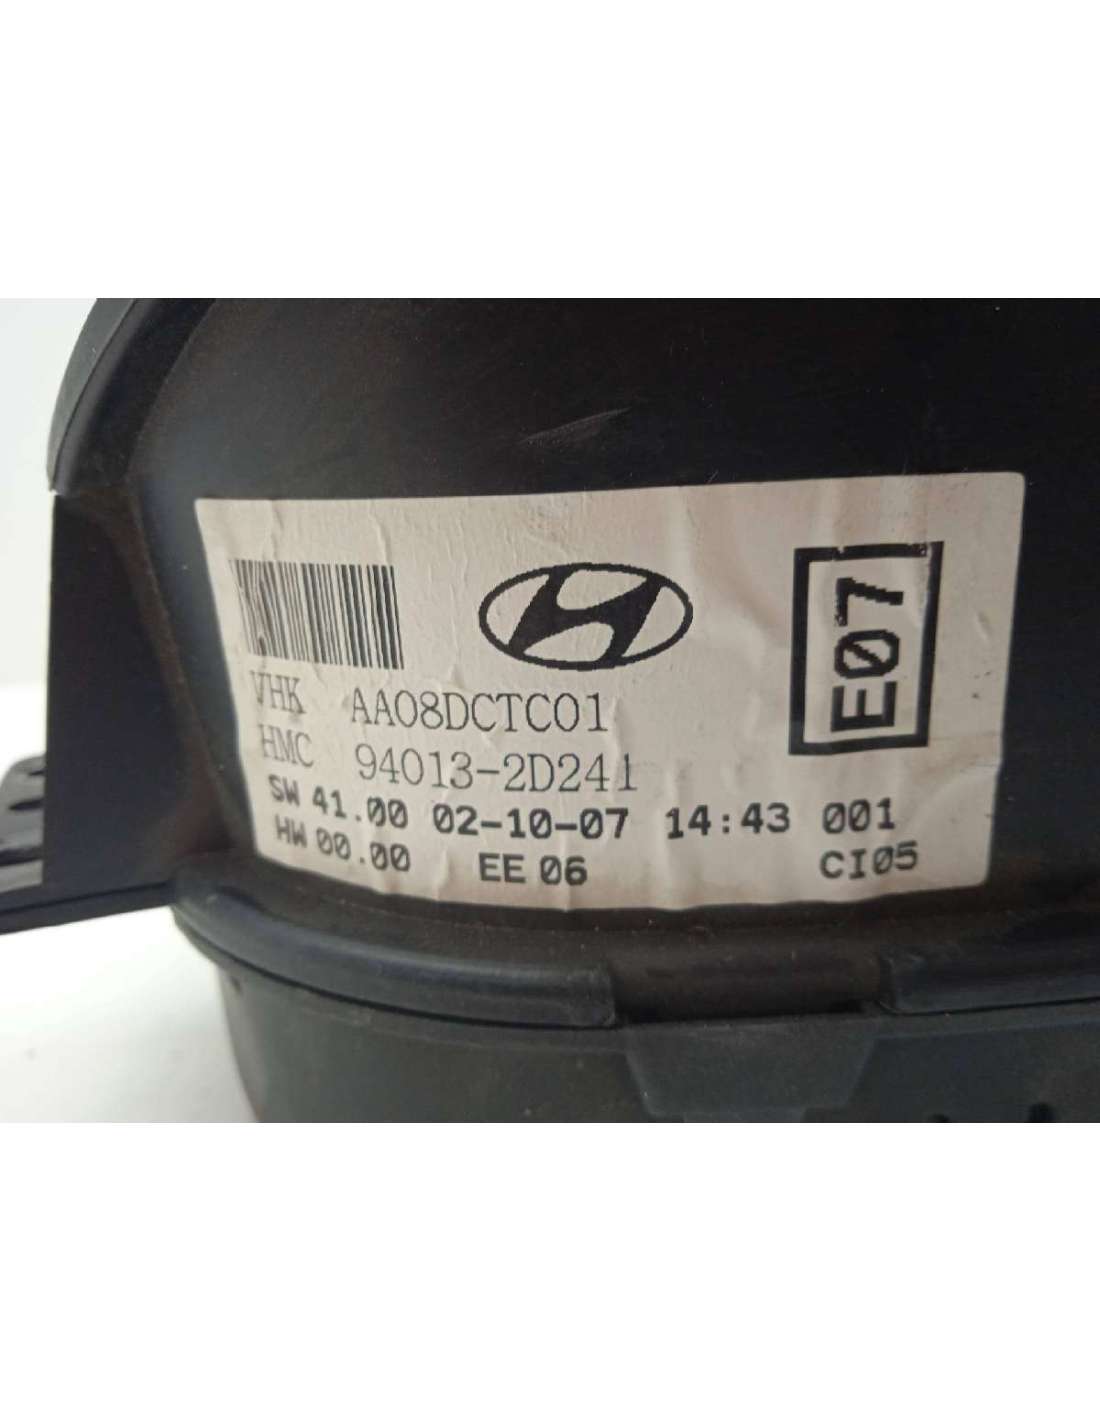 E07
VHK AA08DCTC01
HMC 94013-2D241
SW 41.00 02-10-07 14:43 001
HW 00.00 EE 06 CI05